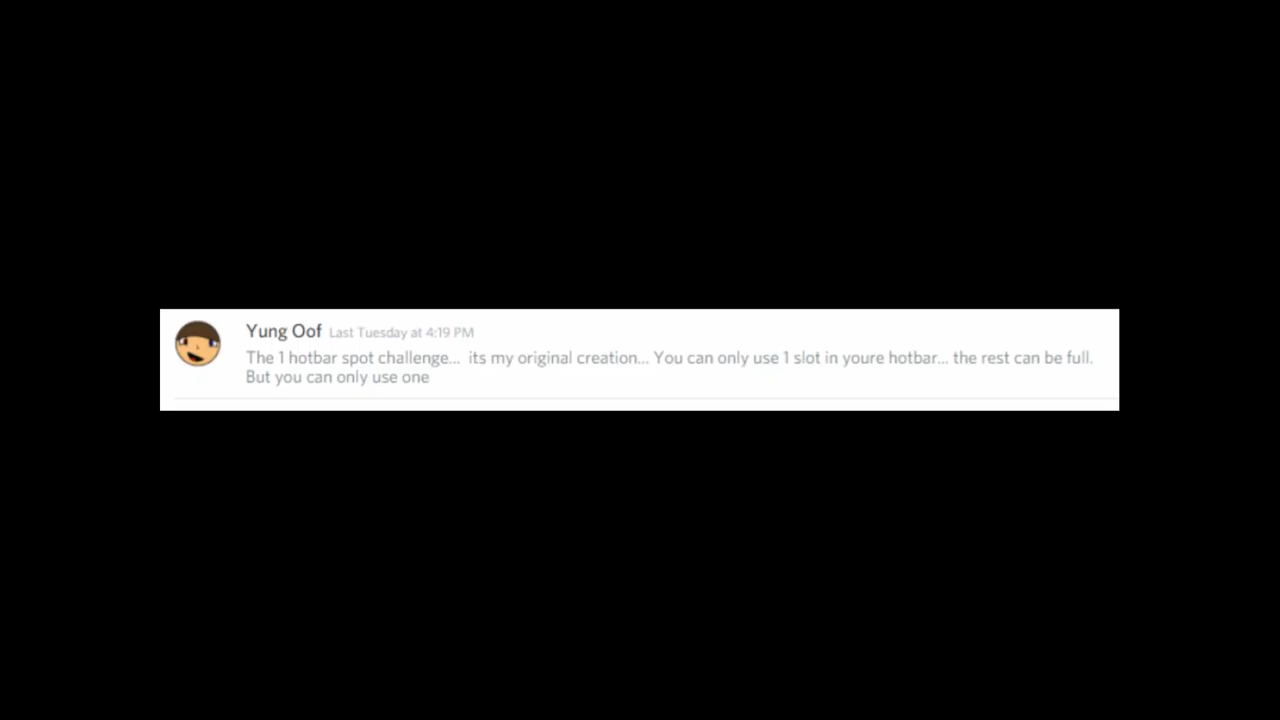 Yung Oof Last Tuesday at 4:19 PM
The 1 hotbar spot challenge... its my original creation... You can only use 1 slot in youre hotbar... the rest can be full.
But you can only use one